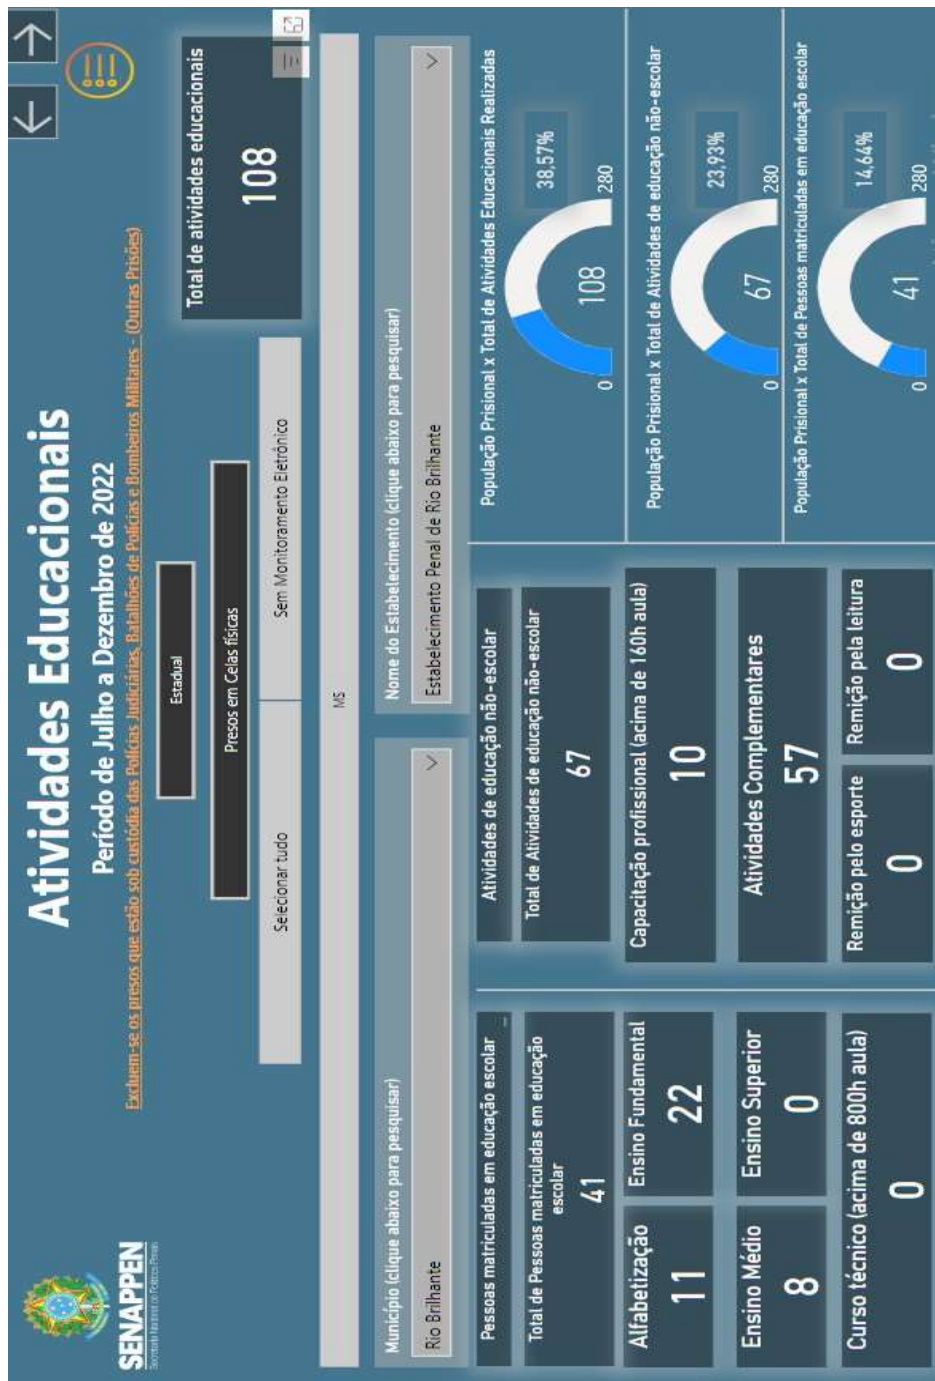 SENAPPEN
Secretaria Nacional de Políticas Penais
Atividades Educacionais
Período de Julho a Dezembro de 2022
Excluem-se os presos que estão sob custódia das Polícias Judiciárias, Batalhões de Polícias e Bombeiros Militares - (Outras Prisões)
Estadual
Presos em Celas físicas
Selecionar tudo
Sem Monitoramento Eletrônico
Total de atividades educacionais
108
MS
Município (clique abaixo para pesquisar)
Rio Brilhante
Nome do Estabelecimento (clique abaixo para pesquisar)
Estabelecimento Penal de Rio Brilhante
Pessoas matriculadas em educação escolar
Total de Pessoas matriculadas em educação
escolar
41
Alfabetização
11
Ensino Fundamental
22
Ensino Médio
8
Ensino Superior
0
Curso técnico (acima de 800h aula)
0
Atividades de educação não-escolar
Total de Atividades de educação não-escolar
67
Capacitação profissional (acima de 160h aula)
10
Atividades Complementares
57
Remição pelo esporte
0
Remição pela leitura
0
População Prisional x Total de Atividades Educacionais Realizadas
38,57%
108
0
280
População Prisional x Total de Atividades de educação não-escolar
23,93%
67
0
280
População Prisional x Total de Pessoas matriculadas em educação escolar
14,64%
41
0
280